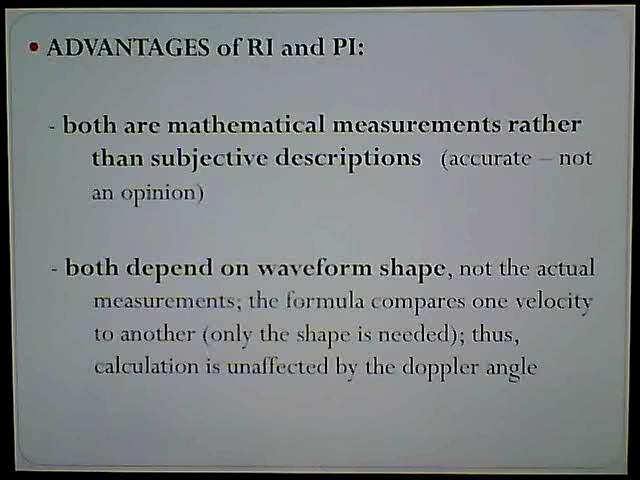 • ADVANTAGES of RI and PI:
- both are mathematical measurements rather
than subjective descriptions (accurate – not
an opinion)
- both depend on waveform shape, not the actual
measurements; the formula compares one velocity
to another (only the shape is needed); thus,
calculation is unaffected by the doppler angle